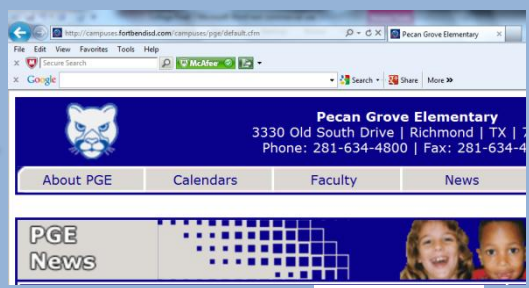 http://campuses.fortbendisd.com/campuses/pge/default.cfm
Pecan Grove Elementary
File Edit View Favorites Tools Help
Secure Search McAfee
Google Search Share More »
Pecan Grove Elementary
3330 Old South Drive | Richmond | TX | 7
Phone: 281-634-4800 | Fax: 281-634-4
About PGE Calendars Faculty News
PGE
News